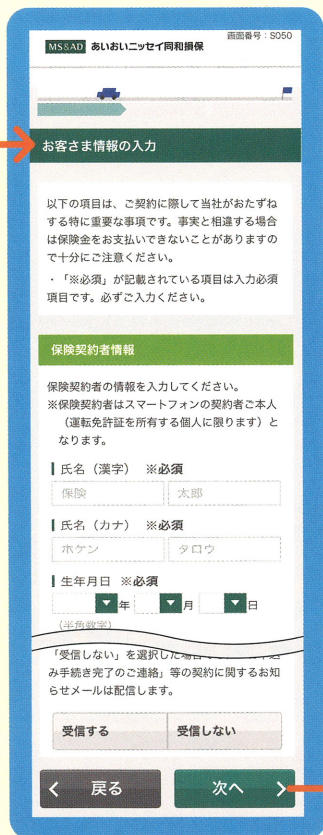 画面番号：S050
MS&AD あいおいニッセイ同和損保
お客さま情報の入力
以下の項目は、ご契約に際して当社がおたずね
する特に重要な事項です。事実と相違する場合
は保険金をお支払いできないことがありますの
で十分にご注意ください。
・「※必須」が記載されている項目は入力必須
項目です。必ずご入力ください。
保険契約者情報
保険契約者の情報を入力してください。
※保険契約者はスマートフォンの契約者ご本人
（運転免許証を所有する個人に限ります）と
なります。
氏名（漢字） ※必須
保険 太郎
氏名（カナ） ※必須
ホケン タロウ
生年月日 ※必須
年 月 日
（半角数字）
「受信しない」を選択した場合
み手続き完了のご連絡」等の契約に関するお知
らせメールは配信します。
受信する 受信しない
戻る 次へ